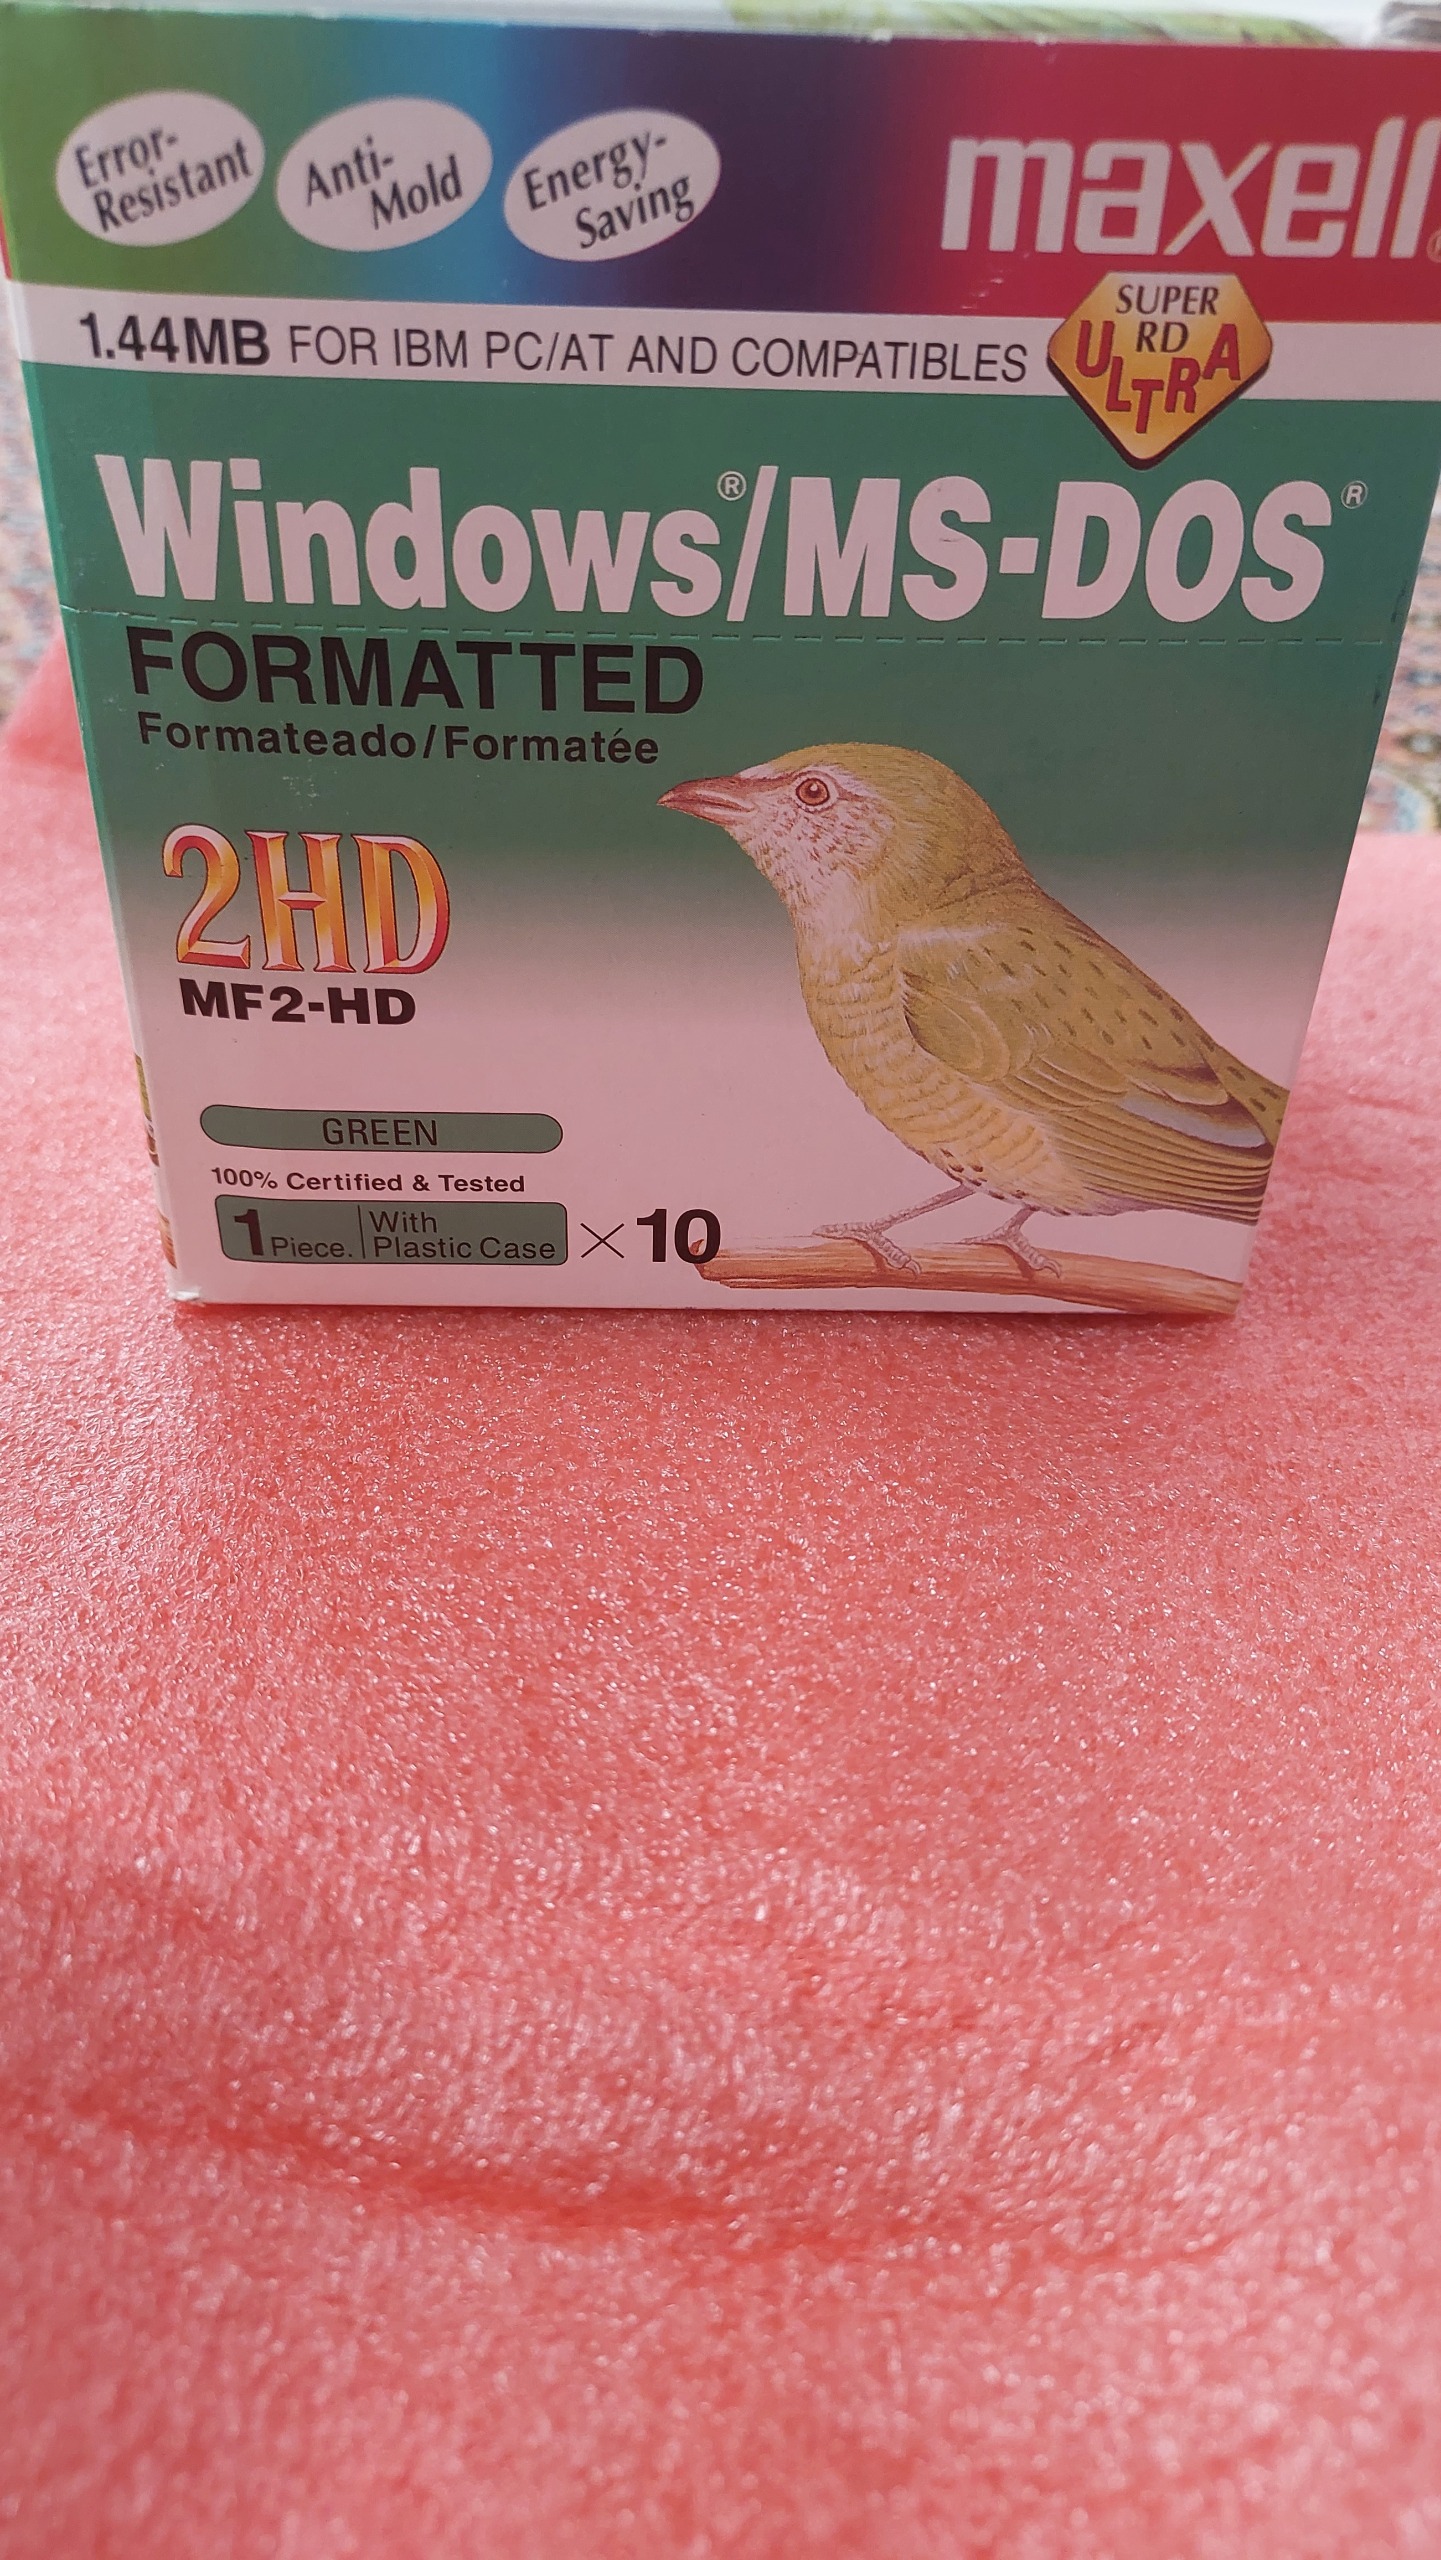 Error-
Resistant
Anti-
Mold
Energy-
Saving
maxell
1.44MB FOR IBM PC/AT AND COMPATIBLES
SUPER
RD
ULTRA
Windows®/MS-DOS®
FORMATTED
Formateado/Formatée
2HD
MF2-HD
GREEN
100% Certified & Tested
1 Piece. With Plastic Case ×10